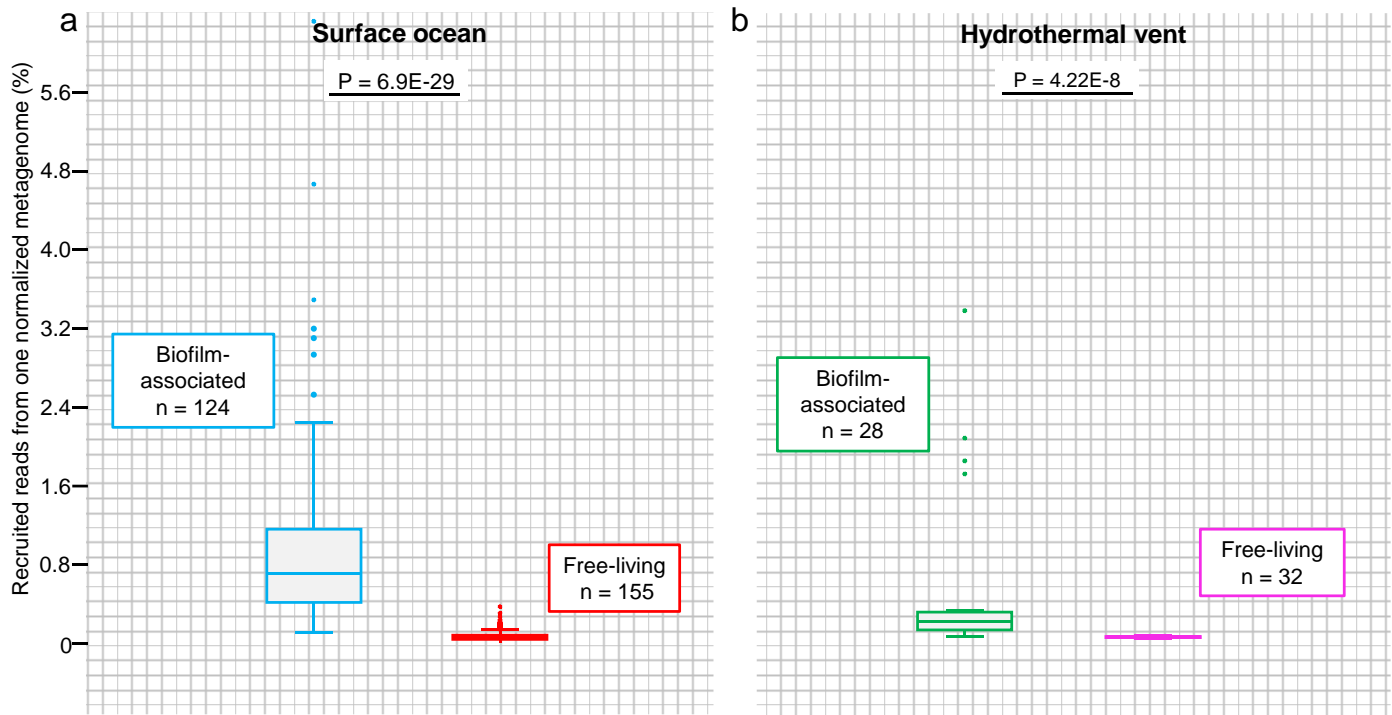 a
Surface ocean
P = 6.9E-29
Recruited reads from one normalized metagenome (%)
5.6
4.8
4.0
3.2
2.4
1.6
0.8
0
Biofilm-
associated
n = 124
Free-living
n = 155
b
Hydrothermal vent
P = 4.22E-8
Biofilm-
associated
n = 28
Free-living
n = 32